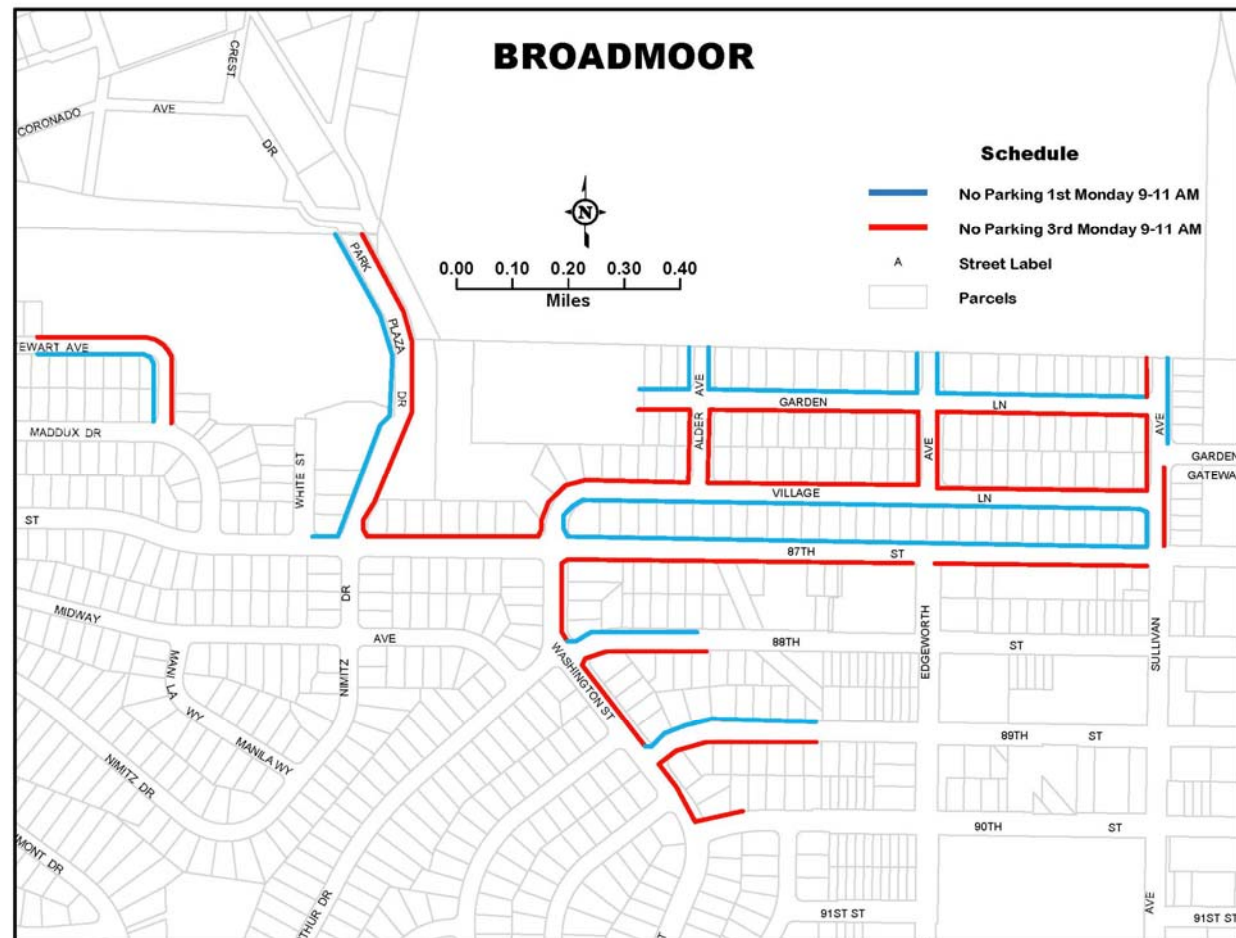 BROADMOOR
CREST
DR
CORONADO
AVE
Schedule
No Parking 1st Monday 9-11 AM
No Parking 3rd Monday 9-11 AM
A
Street Label
Parcels
N
0.00 0.10 0.20 0.30 0.40
Miles
PARK
PLAZA
DR
TEWART AVE
MADDUX DR
WHITE ST
ST
ALDER
AVE
GARDEN
LN
AVE
AVE
GARDEN
GATEWA
VILLAGE
LN
87TH
ST
MIDWAY
AVE
DR
NIMITZ
MANI LA
WY
MANILA WY
NIMITZ DR
WASHINGTON ST
88TH
ST
EDGEWORTH
SULLIVAN
89TH
ST
90TH
ST
YMONT DR
THUR DR
T
91ST ST
AVE
91ST ST